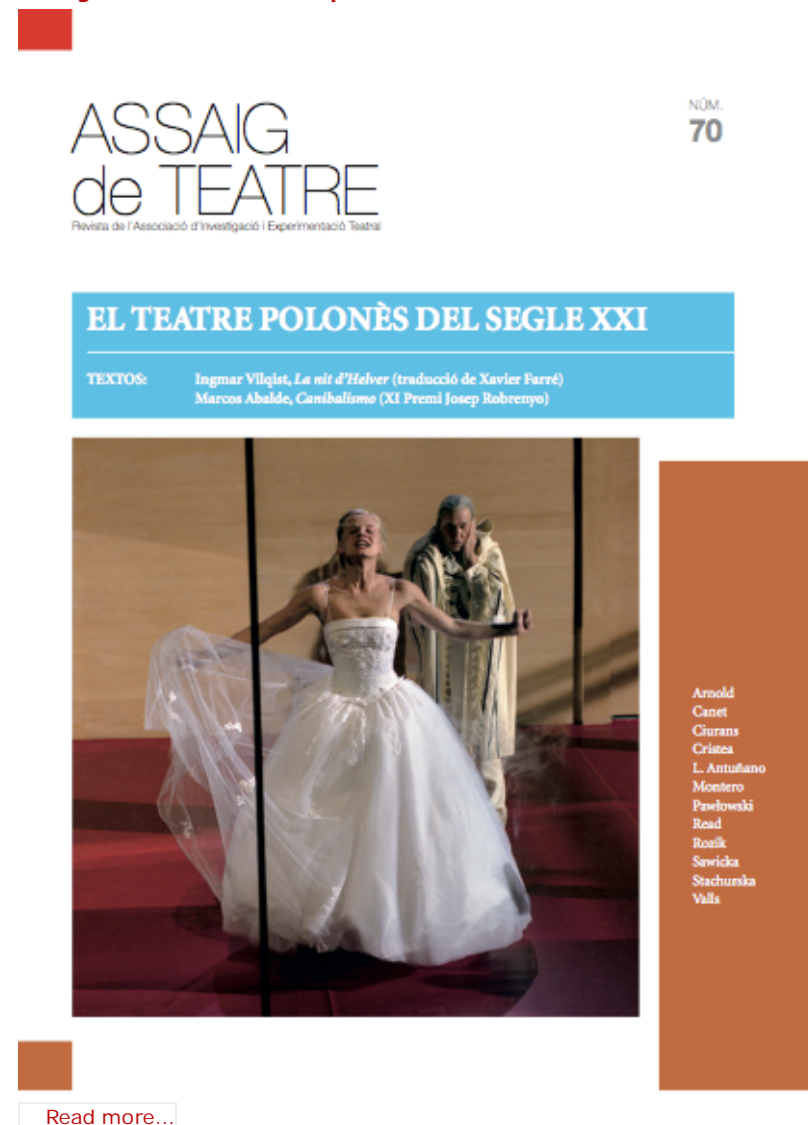 ASSAIG
de TEATRE
Revista de l'Associació d'Investigació i Experimentació Teatral
NÚM.
70
EL TEATRE POLONÈS DEL SEGLE XXI
TEXTOS:
Ingmar Vilqist, La nit d'Helver (traducció de Xavier Farré)
Marcos Abalde, Canibalismo (XI Premi Josep Robrenyo)
Arnold
Canet
Ciurans
Cristea
L. Antuñano
Montero
Pawłowski
Read
Rozik
Sawicka
Stachurska
Valls
Read more...